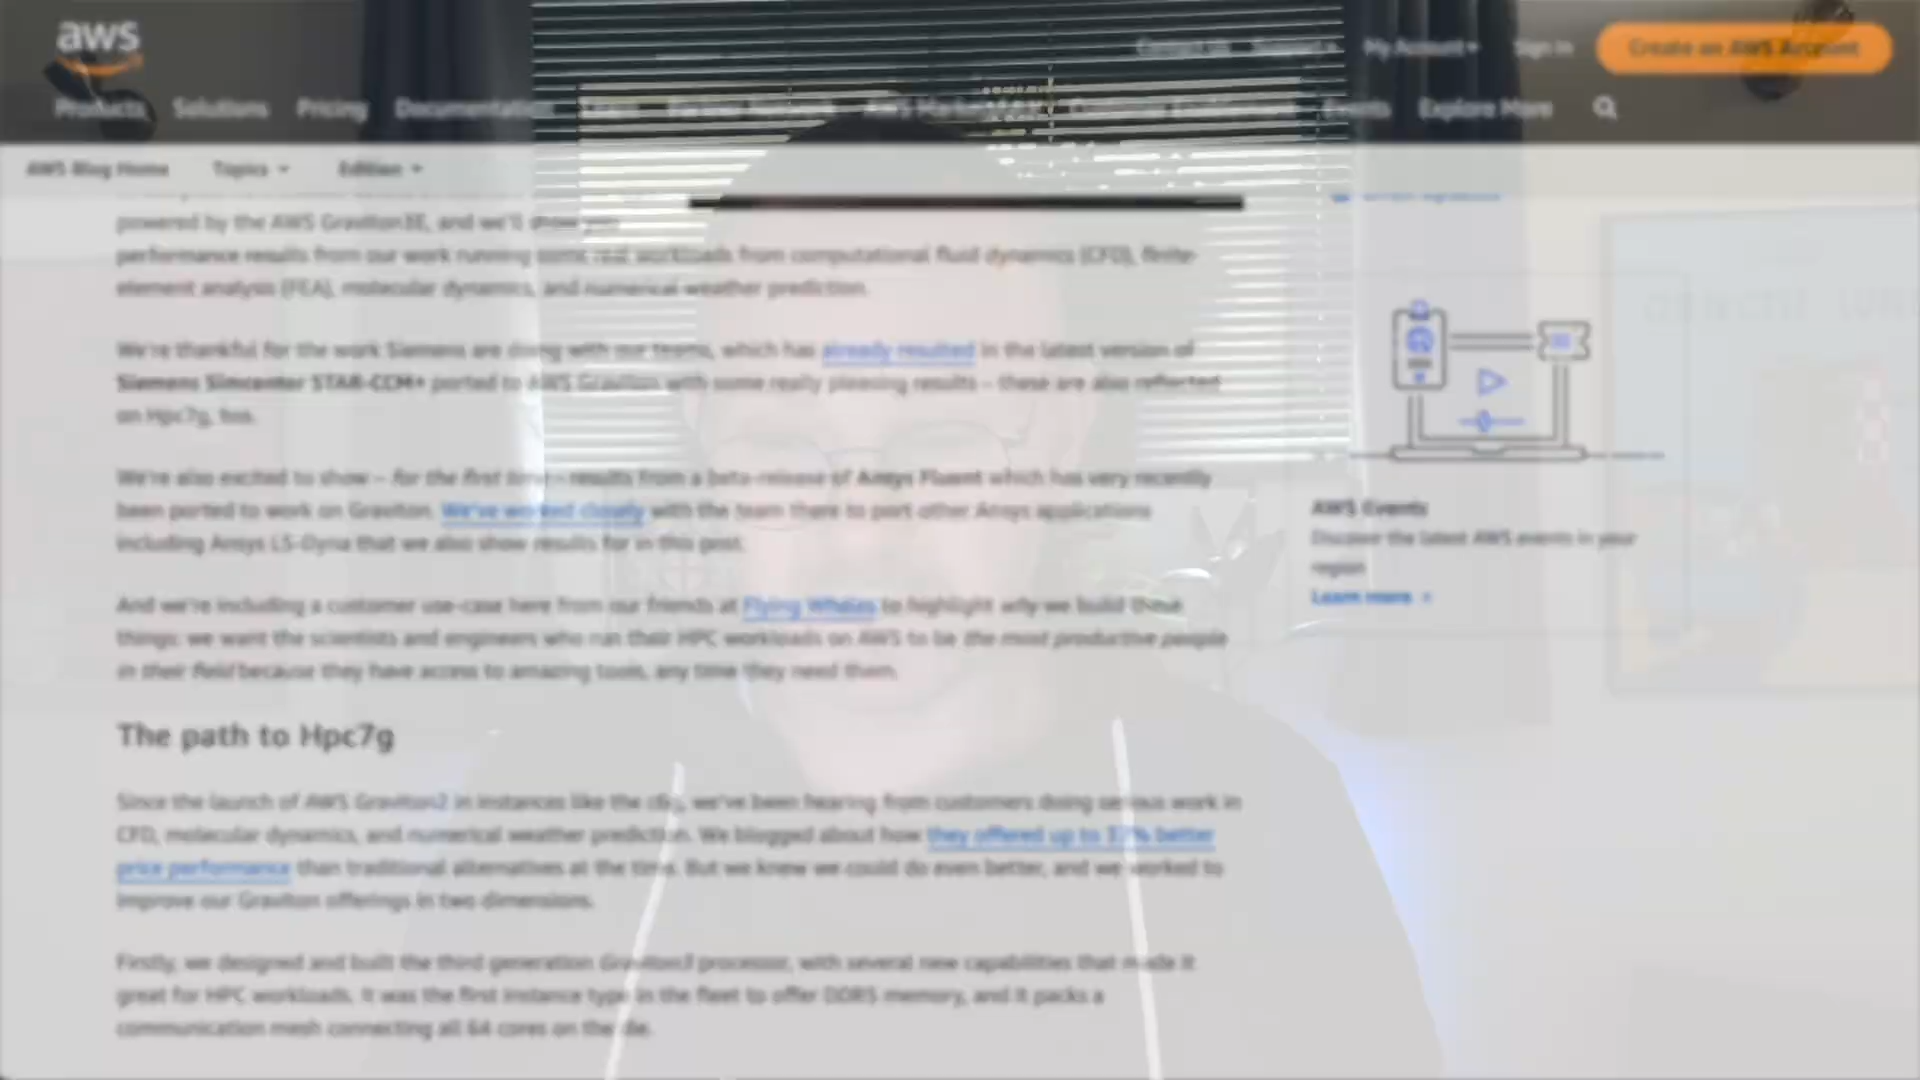 aws
My Account
Sign In
Create an AWS Account
Products
Solutions
Pricing
Documentation
AWS Marketplace
Events
Explore More
AWS Blog Home
Topics
Edition
powered by the AWS Graviton3E, and we'll show you
performance results from our work running some real workloads from computational fluid dynamics (CFD), finite-
element analysis (FEA), molecular dynamics, and numerical weather prediction.
We're thankful for the work Siemens are doing with our teams, which has already resulted in the latest version of
Siemens Simcenter STAR-CCM+ ported to AWS Graviton with some really pleasing results – these are also reflected
on Hpc7g, too.
We're also excited to show – for the first time – results from a beta-release of Ansys Fluent which has very recently
been ported to work on Graviton. We've worked closely with the team there to port other Ansys applications
including Ansys LS-Dyna that we also show results for in this post.
And we're including a customer use-case here from our friends at Flying Whales to highlight why we build these
things: we want the scientists and engineers who run their HPC workloads on AWS to be the most productive people
in their field because they have access to amazing tools, any time they need them.
AWS Events
Discover the latest AWS events in your
region
Learn more
The path to Hpc7g
Since the launch of AWS Graviton2 in instances like the c6g, we've been hearing from customers doing serious work in
CFD, molecular dynamics, and numerical weather prediction. We blogged about how they offered up to 37% better
price performance than traditional alternatives at the time. But we knew we could do even better, and we worked to
improve our Graviton offerings in two dimensions.
Firstly, we designed and built the third generation Graviton3 processor, with several new capabilities that made it
great for HPC workloads. It was the first instance type in the fleet to offer DDR5 memory, and it packs a
communication mesh connecting all 64 cores on the die.